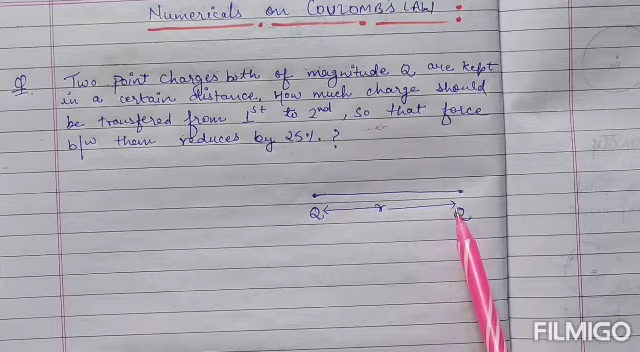 Numericals on COULOMB'S LAW :
Q. Two point charges both of magnitude Q are kept
in a certain distance. How much charge should
be transfered from 1st to 2nd, so that force
b/w them reduces by 25%. ?
Q r Q
FILMIGO